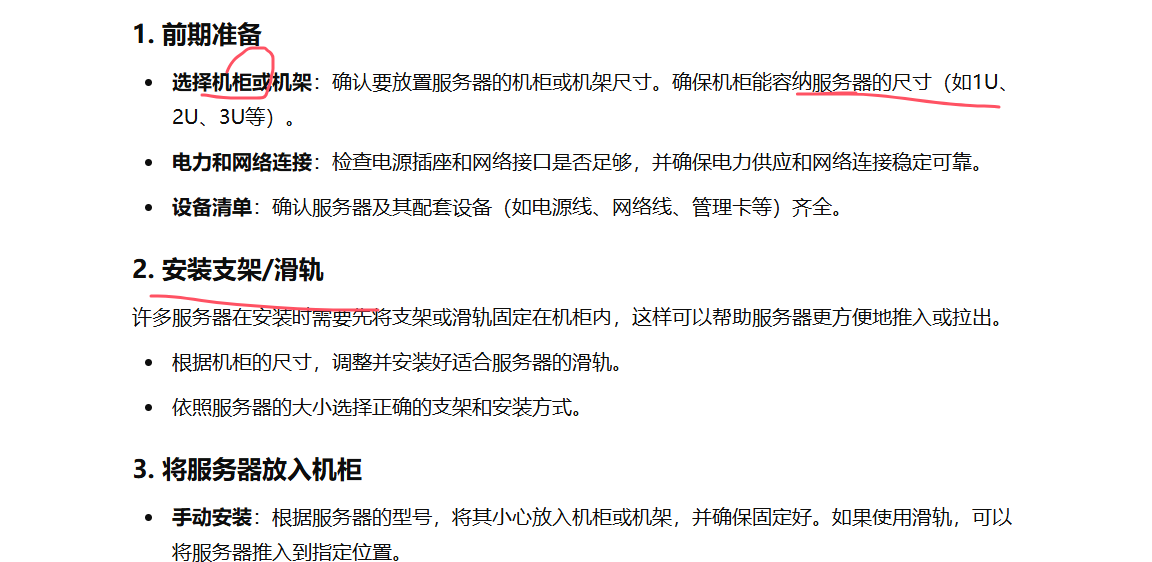 1. 前期准备
• 选择机柜或机架：确认要放置服务器的机柜或机架尺寸。确保机柜能容纳服务器的尺寸（如1U、
2U、3U等）。
• 电力和网络连接：检查电源插座和网络接口是否足够，并确保电力供应和网络连接稳定可靠。
• 设备清单：确认服务器及其配套设备（如电源线、网络线、管理卡等）齐全。
2. 安装支架/滑轨
许多服务器在安装时需要先将支架或滑轨固定在机柜内，这样可以帮助服务器更方便地推入或拉出。
• 根据机柜的尺寸，调整并安装好适合服务器的滑轨。
• 依照服务器的大小选择正确的支架和安装方式。
3. 将服务器放入机柜
• 手动安装：根据服务器的型号，将其小心放入机柜或机架，并确保固定好。如果使用滑轨，可以
将服务器推入到指定位置。